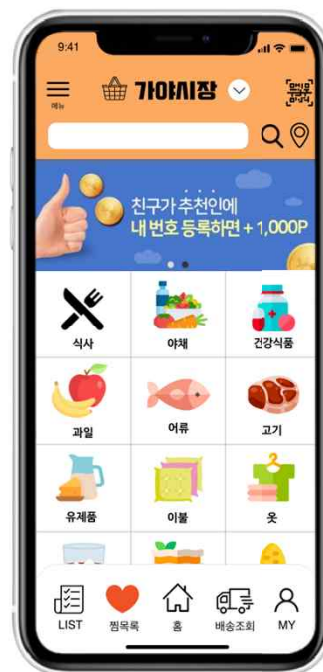 9:41
메뉴
가야시장
친구가 추천인에
내 번호 등록하면 + 1,000P
식사
야채
건강식품
과일
어류
고기
유제품
이불
옷
LIST
찜목록
홈
배송조회
MY